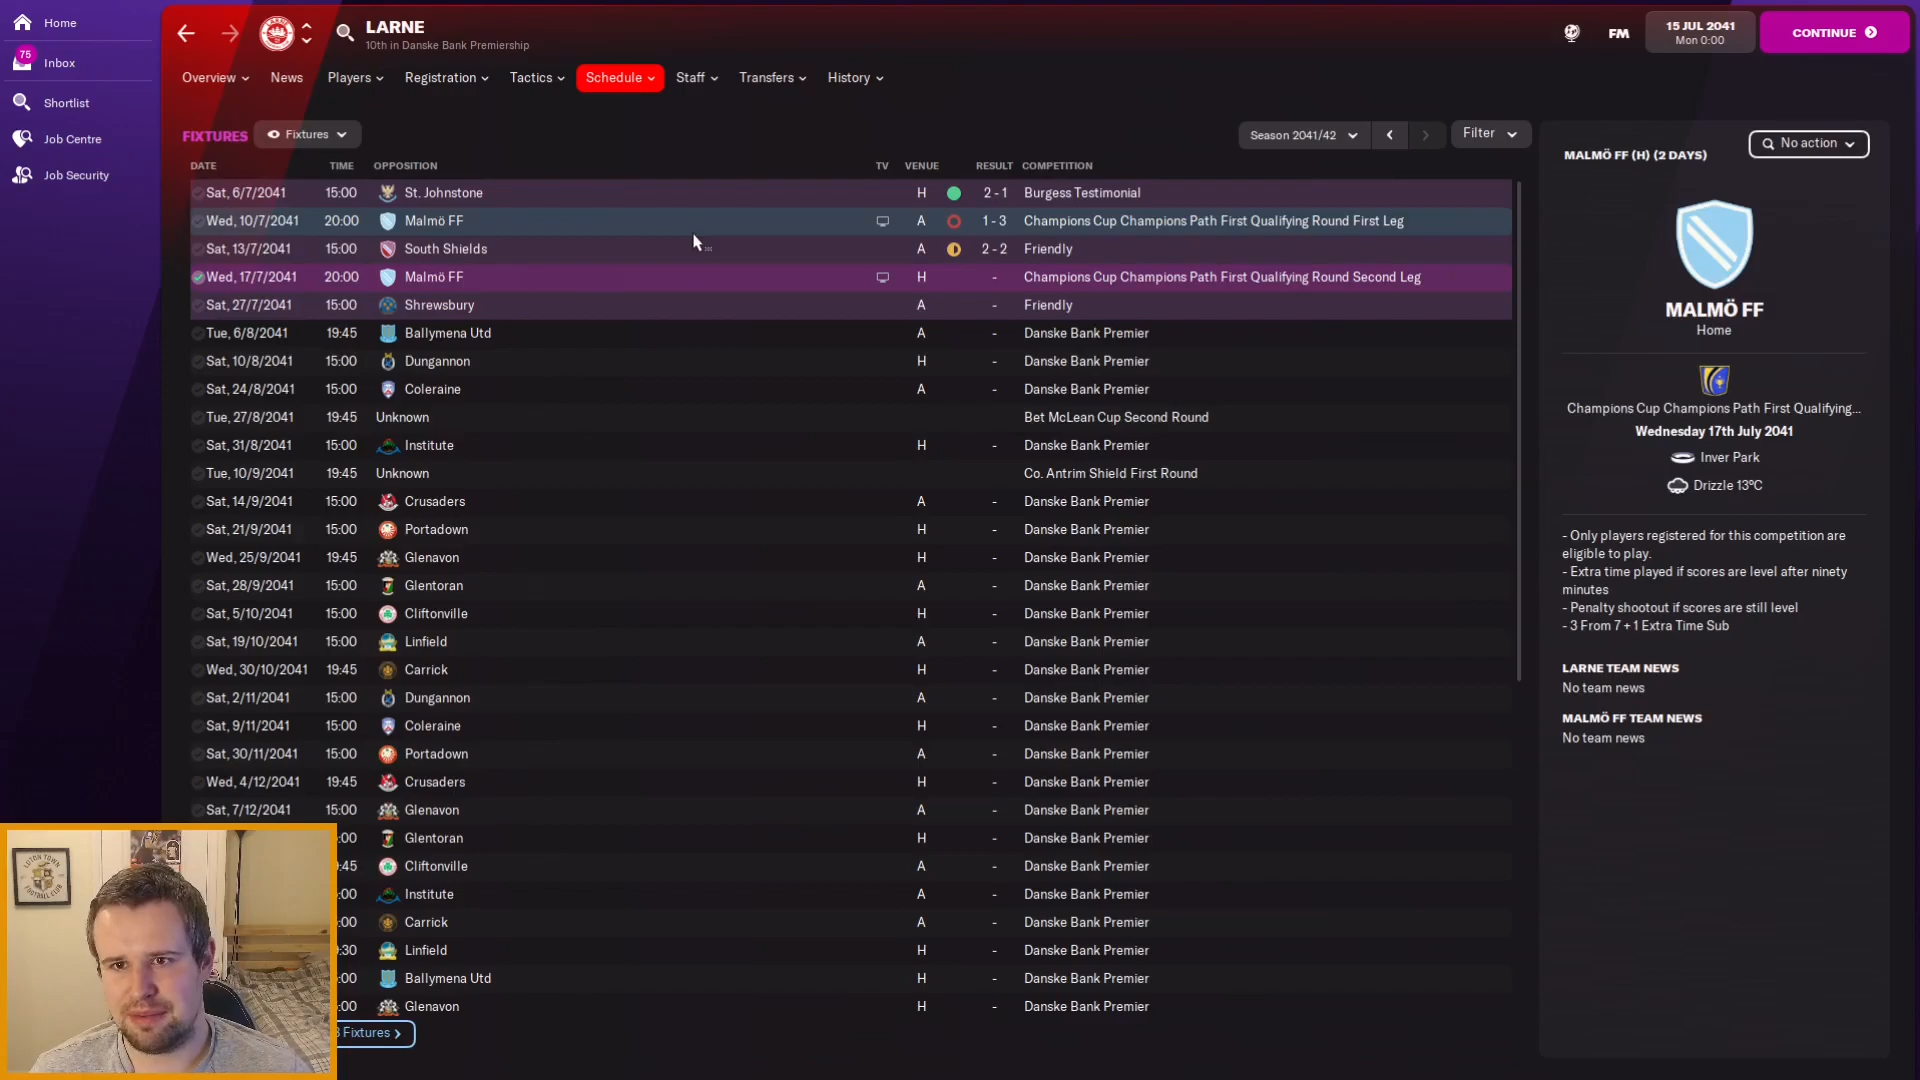 Home
75
Inbox
Shortlist
Job Centre
Job Security
LARNE
10th in Danske Bank Premiership
FM
15 JUL 2041
Mon 0:00
CONTINUE
Overview
News
Players
Registration
Tactics
Schedule
Staff
Transfers
History
FIXTURES
Fixtures
Season 2041/42
Filter
DATE TIME OPPOSITION TV VENUE RESULT COMPETITION
Sat, 6/7/2041 15:00 St. Johnstone H 2 - 1 Burgess Testimonial
Wed, 10/7/2041 20:00 Malmö FF A 1 - 3 Champions Cup Champions Path First Qualifying Round First Leg
Sat, 13/7/2041 15:00 South Shields A 2 - 2 Friendly
Wed, 17/7/2041 20:00 Malmö FF H - Champions Cup Champions Path First Qualifying Round Second Leg
Sat, 27/7/2041 15:00 Shrewsbury A - Friendly
Tue, 6/8/2041 19:45 Ballymena Utd A - Danske Bank Premier
Sat, 10/8/2041 15:00 Dungannon H - Danske Bank Premier
Sat, 24/8/2041 15:00 Coleraine A - Danske Bank Premier
Tue, 27/8/2041 19:45 Unknown Bet McLean Cup Second Round
Sat, 31/8/2041 15:00 Institute H - Danske Bank Premier
Tue, 10/9/2041 19:45 Unknown Co. Antrim Shield First Round
Sat, 14/9/2041 15:00 Crusaders A - Danske Bank Premier
Sat, 21/9/2041 15:00 Portadown H - Danske Bank Premier
Wed, 25/9/2041 19:45 Glenavon H - Danske Bank Premier
Sat, 28/9/2041 15:00 Glentoran A - Danske Bank Premier
Sat, 5/10/2041 15:00 Cliftonville H - Danske Bank Premier
Sat, 19/10/2041 15:00 Linfield A - Danske Bank Premier
Wed, 30/10/2041 19:45 Carrick H - Danske Bank Premier
Sat, 2/11/2041 15:00 Dungannon A - Danske Bank Premier
Sat, 9/11/2041 15:00 Coleraine H - Danske Bank Premier
Sat, 30/11/2041 15:00 Portadown A - Danske Bank Premier
Wed, 4/12/2041 19:45 Crusaders H - Danske Bank Premier
Sat, 7/12/2041 15:00 Glenavon A - Danske Bank Premier
:00 Glentoran H - Danske Bank Premier
:45 Cliftonville A - Danske Bank Premier
:00 Institute A - Danske Bank Premier
:00 Carrick A - Danske Bank Premier
:30 Linfield H - Danske Bank Premier
:00 Ballymena Utd H - Danske Bank Premier
:00 Glenavon H - Danske Bank Premier
Fixtures
MALMÖ FF (H) (2 DAYS)
No action
MALMÖ FF
Home
Champions Cup Champions Path First Qualifying...
Wednesday 17th July 2041
Inver Park
Drizzle 13ºC
- Only players registered for this competition are
eligible to play.
- Extra time played if scores are level after ninety
minutes
- Penalty shootout if scores are still level
- 3 From 7 + 1 Extra Time Sub
LARNE TEAM NEWS
No team news
MALMÖ FF TEAM NEWS
No team news
LUTON TOWN
FOOTBALL CLUB